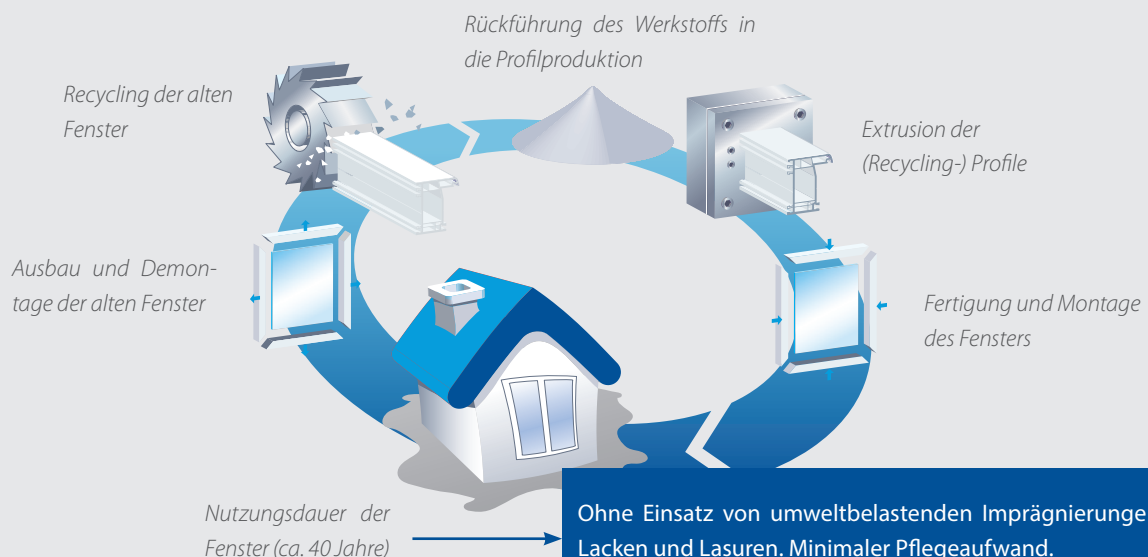 Rückführung des Werkstoffs in
die Profilproduktion
Recycling der alten
Fenster
Extrusion der
(Recycling-) Profile
Ausbau und Demon-
tage der alten Fenster
Fertigung und Montage
des Fensters
Nutzungsdauer der
Fenster (ca. 40 Jahre)
Ohne Einsatz von umweltbelastenden Imprägnierunge
Lacken und Lasuren. Minimaler Pflegeaufwand.